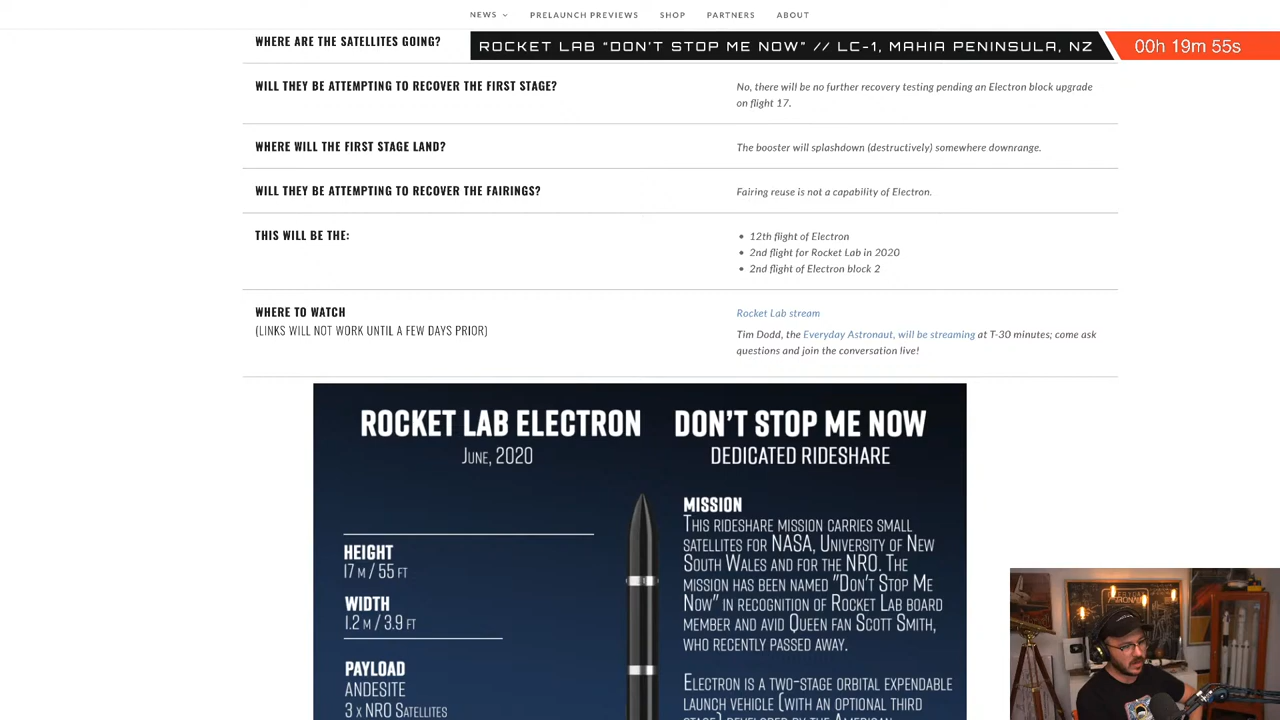 NEWS
PRELAUNCH PREVIEWS
SHOP
PARTNERS
ABOUT
WHERE ARE THE SATELLITES GOING?
ROCKET LAB "DON'T STOP ME NOW" // LC-1, MAHIA PENINSULA, NZ
00h 19m 55s
WILL THEY BE ATTEMPTING TO RECOVER THE FIRST STAGE?
No, there will be no further recovery testing pending an Electron block upgrade
on flight 17.
WHERE WILL THE FIRST STAGE LAND?
The booster will splashdown (destructively) somewhere downrange.
WILL THEY BE ATTEMPTING TO RECOVER THE FAIRINGS?
Fairing reuse is not a capability of Electron.
THIS WILL BE THE:
• 12th flight of Electron
• 2nd flight for Rocket Lab in 2020
• 2nd flight of Electron block 2
WHERE TO WATCH
(LINKS WILL NOT WORK UNTIL A FEW DAYS PRIOR)
Rocket Lab stream
Tim Dodd, the Everyday Astronaut, will be streaming at T-30 minutes; come ask
questions and join the conversation live!
ROCKET LAB ELECTRON
JUNE, 2020
HEIGHT
17 M / 55 FT
WIDTH
1.2 M / 3.9 FT
PAYLOAD
ANDESITE
3 X NRO SATELLITES
DON'T STOP ME NOW
DEDICATED RIDESHARE
MISSION
THIS RIDESHARE MISSION CARRIES SMALL
SATELLITES FOR NASA, UNIVERSITY OF NEW
SOUTH WALES AND FOR THE NRO. THE
MISSION HAS BEEN NAMED "DON'T STOP ME
NOW" IN RECOGNITION OF ROCKET LAB BOARD
MEMBER AND AVID QUEEN FAN SCOTT SMITH,
WHO RECENTLY PASSED AWAY.
ELECTRON IS A TWO-STAGE ORBITAL EXPENDABLE
LAUNCH VEHICLE (WITH AN OPTIONAL THIRD
STAGE) DEVELOPED BY THE AMERICAN